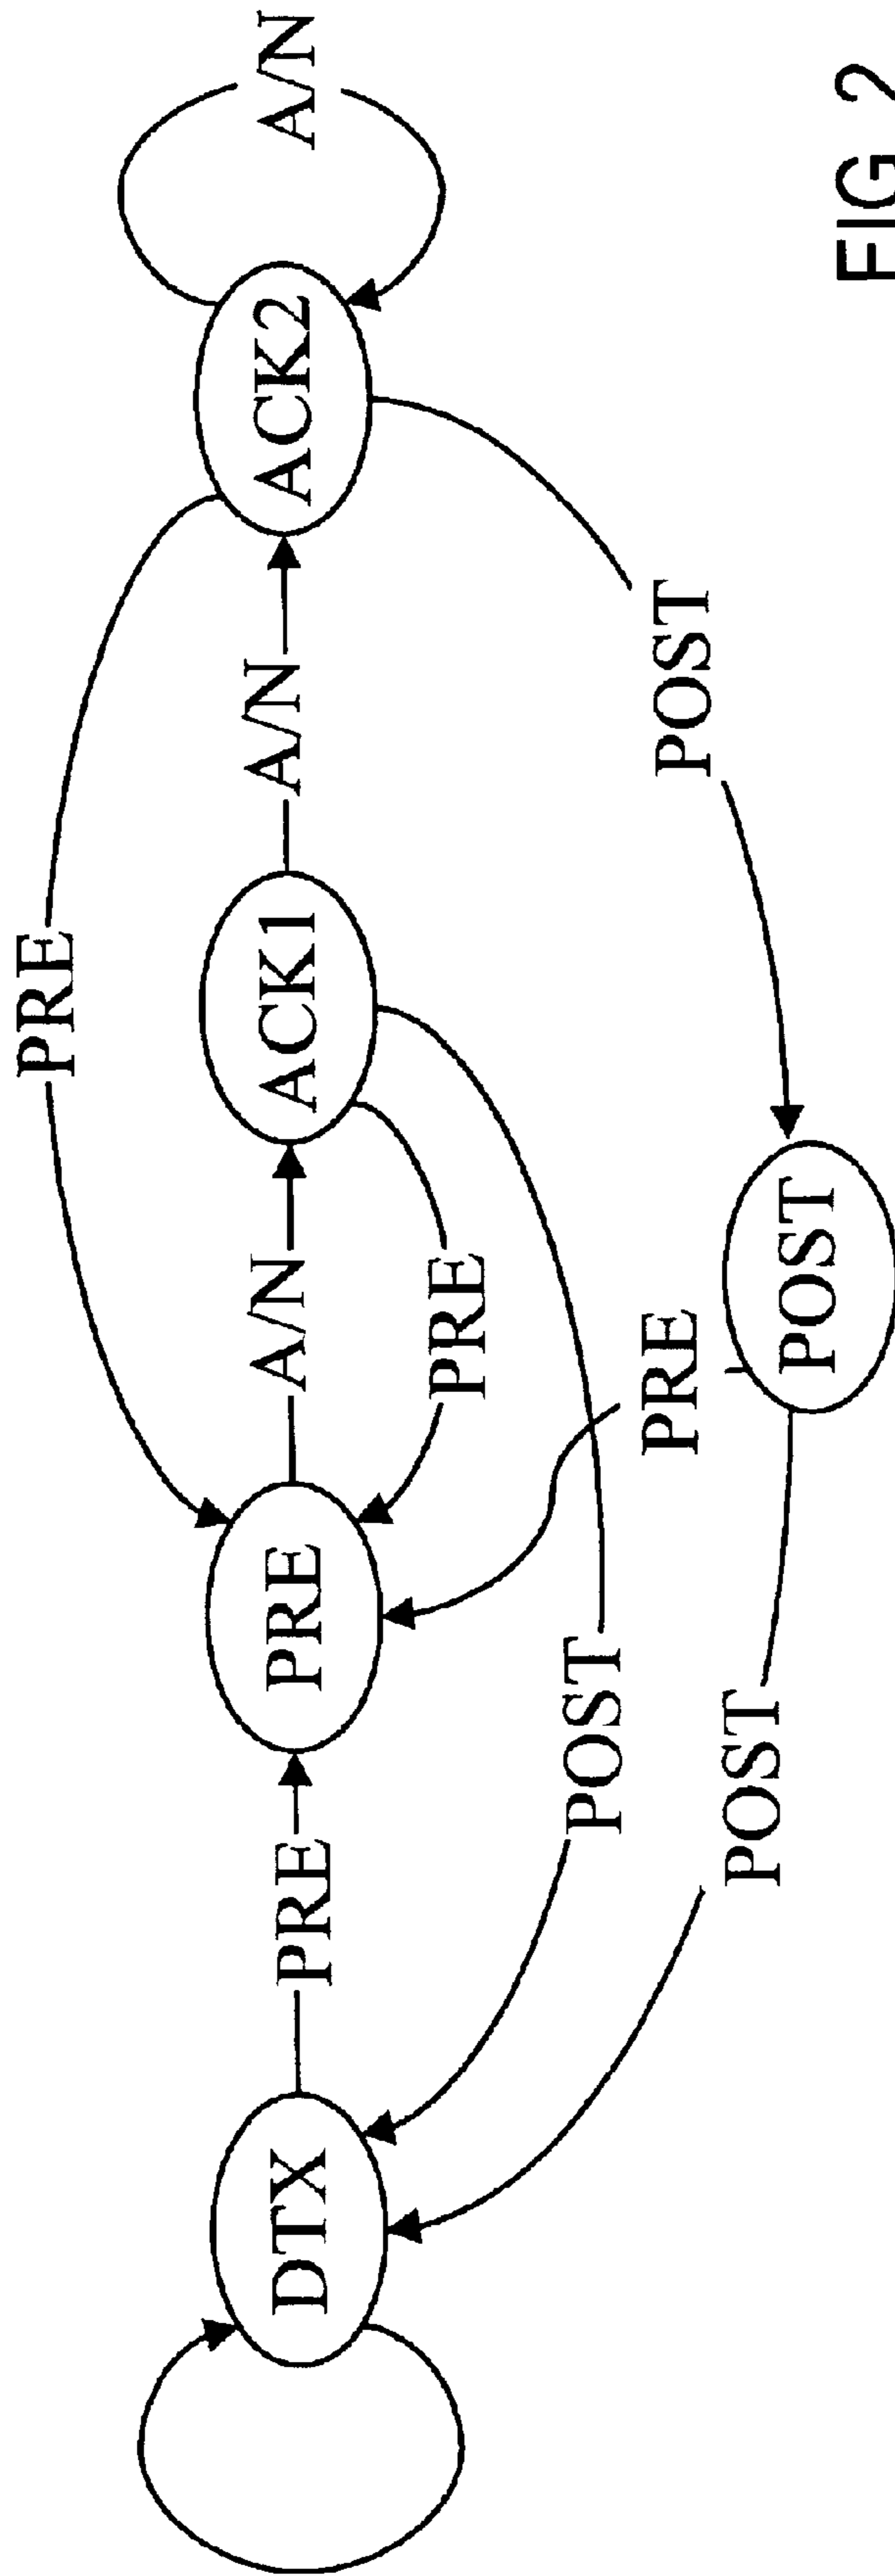 PRE
DTX
PRE
PRE
A/N
ACK1
A/N
ACK2
A/N
PRE
POST
PRE
POST
POST
POST
FIG 2